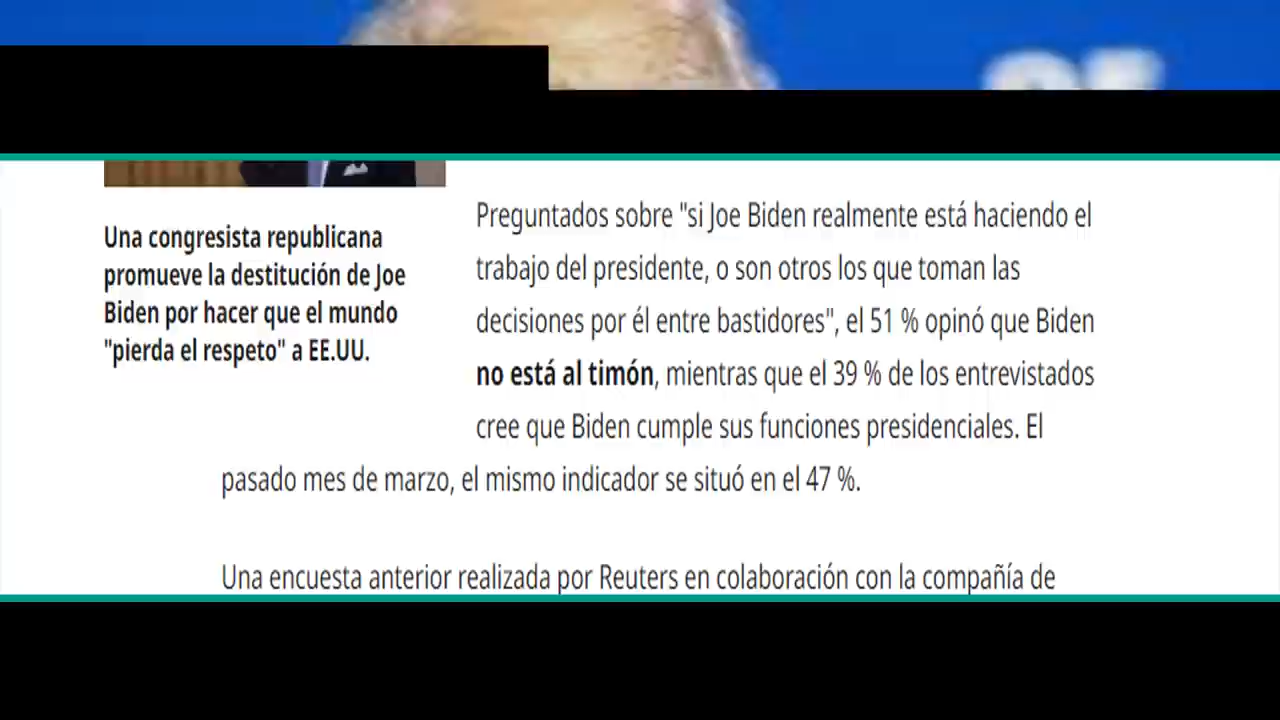 Una congresista republicana
promueve la destitución de Joe
Biden por hacer que el mundo
"pierda el respeto" a EE.UU.
Preguntados sobre "si Joe Biden realmente está haciendo el
trabajo del presidente, o son otros los que toman las
decisiones por él entre bastidores", el 51 % opinó que Biden
no está al timón, mientras que el 39 % de los entrevistados
cree que Biden cumple sus funciones presidenciales. El
pasado mes de marzo, el mismo indicador se situó en el 47 %.
Una encuesta anterior realizada por Reuters en colaboración con la compañía de